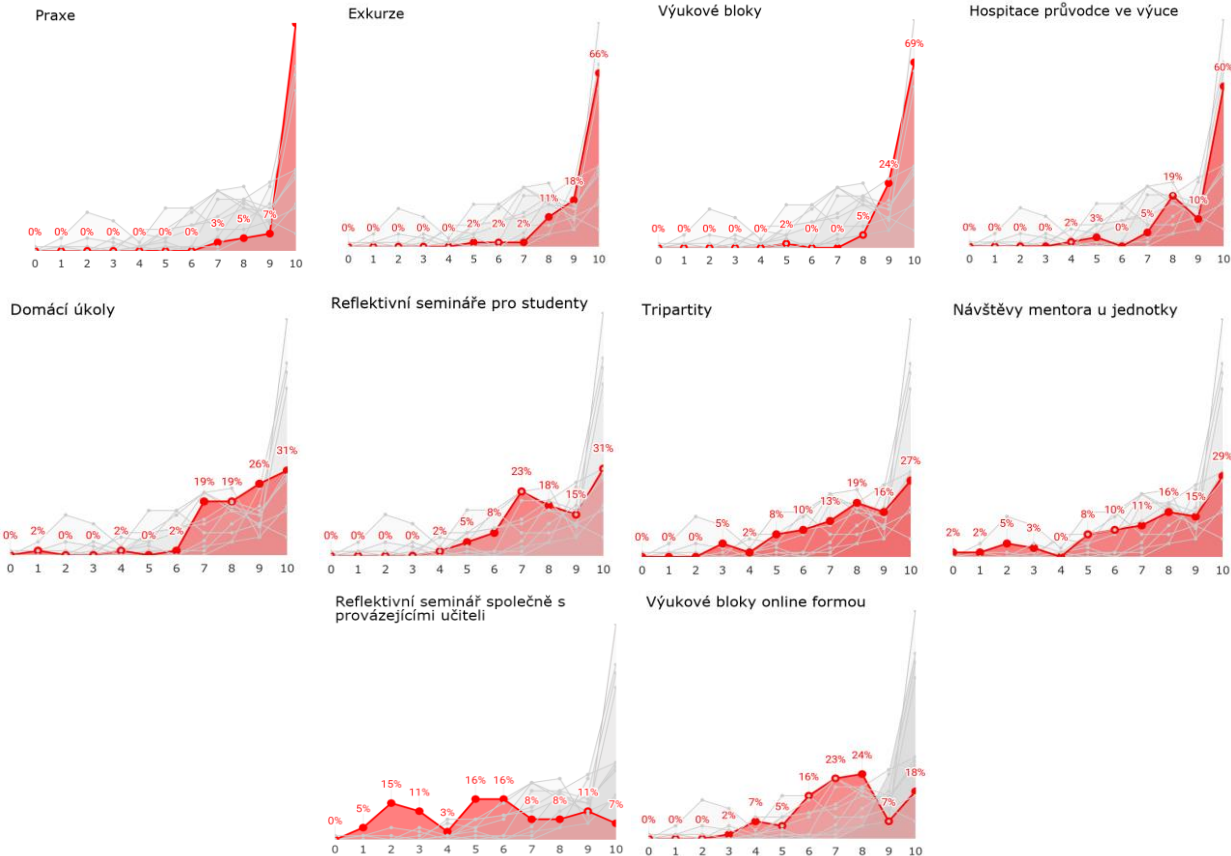 Praxe
0% 0% 0% 0% 0% 0% 0% 3% 5% 7%
0 1 2 3 4 5 6 7 8 9 10
Exkurze
0% 0% 0% 0% 0% 2% 2% 2% 11% 18% 66%
0 1 2 3 4 5 6 7 8 9 10
Výukové bloky
0% 0% 0% 0% 0% 2% 0% 0% 5% 24% 69%
0 1 2 3 4 5 6 7 8 9 10
Hospitace průvodce ve výuce
0% 0% 0% 0% 2% 3% 0% 5% 19% 10% 60%
0 1 2 3 4 5 6 7 8 9 10
Domácí úkoly
0% 2% 0% 0% 2% 0% 2% 19% 19% 26% 31%
0 1 2 3 4 5 6 7 8 9 10
Reflektivní semináře pro studenty
0% 0% 0% 0% 2% 5% 8% 23% 18% 15% 31%
0 1 2 3 4 5 6 7 8 9 10
Tripartity
0% 0% 0% 5% 2% 8% 10% 13% 19% 16% 27%
0 1 2 3 4 5 6 7 8 9 10
Návštěvy mentora u jednotky
2% 2% 5% 3% 0% 8% 10% 11% 16% 15% 29%
0 1 2 3 4 5 6 7 8 9 10
Reflektivní seminář společně s
provázejícími učiteli
0% 5% 15% 11% 3% 16% 16% 8% 8% 11% 7%
0 1 2 3 4 5 6 7 8 9 10
Výukové bloky online formou
0% 0% 0% 2% 7% 5% 16% 23% 24% 7% 18%
0 1 2 3 4 5 6 7 8 9 10